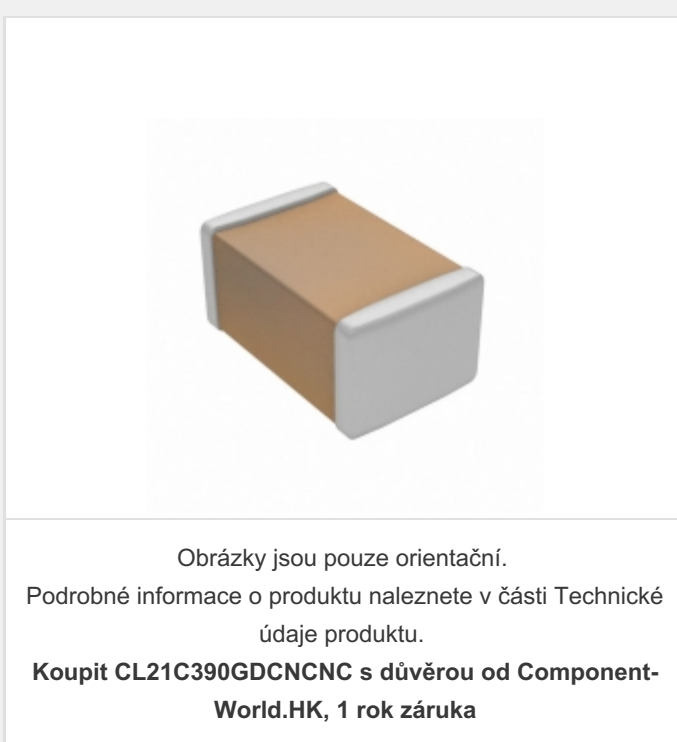 Obrázky jsou pouze orientační.
Podrobné informace o produktu naleznete v části Technické
údaje produktu.
Koupit CL21C390GDCNCNC s důvěrou od Component-
World.HK, 1 rok záruka